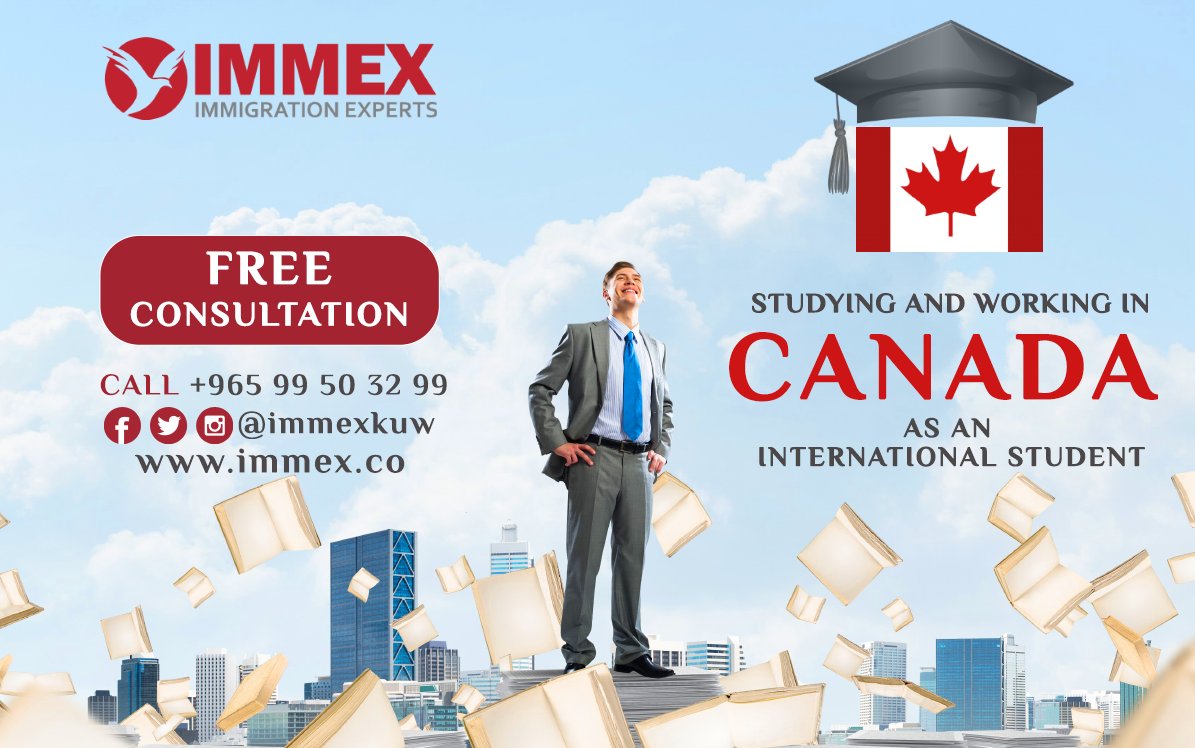 IMMEX
IMMIGRATION EXPERTS
FREE
CONSULTATION
CALL +965 99 50 32 99
@immexkuw
www.immex.co
STUDYING AND WORKING IN
CANADA
AS AN
INTERNATIONAL STUDENT